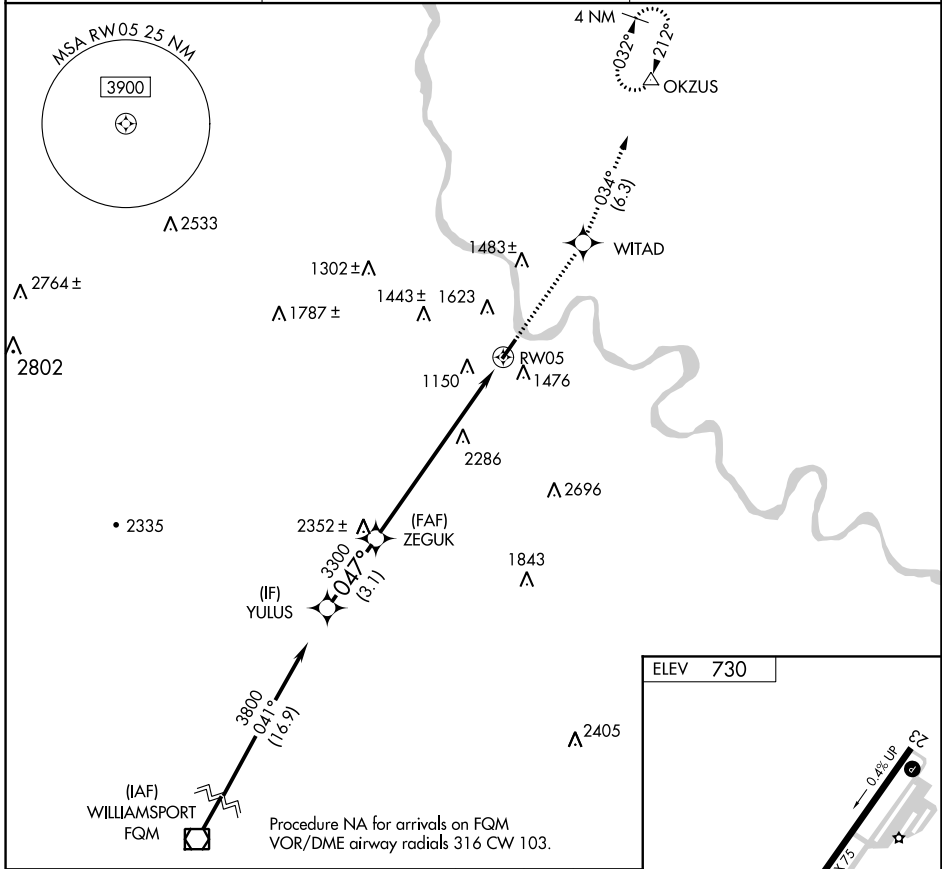 MSA RW05 25 NM
3900
4 NM
032°
212°
OKZUS
034°
(6.3)
2533
WITAD
1483±
1302 ±
2764 ±
1443 ±
1623
1787 ±
2802
RW05
1150
1476
2286
2696
2335
2352 ±
(FAF)
ZEGUK
3300
047°
(3.1)
1843
(IF)
YULUS
ELEV 730
3800
041°
(16.9)
2405
23
0.4% UP
P
(IAF)
WILLIAMSPORT
FQM
Procedure NA for arrivals on FQM
VOR/DME airway radials 316 CW 103.
X 75